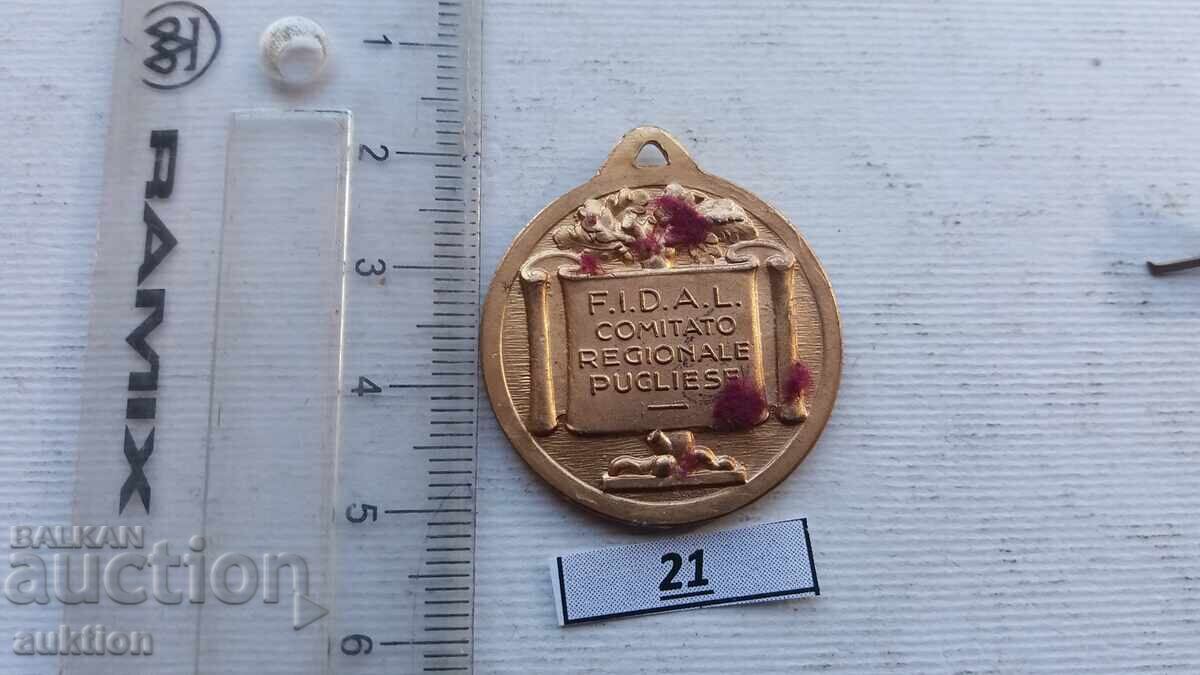 RAMIX
1
2
3
4
5
6
F.I.D.A.L.
COMITATO
REGIONALE
PUGLIESE
21
BALKAN
auction
auktion